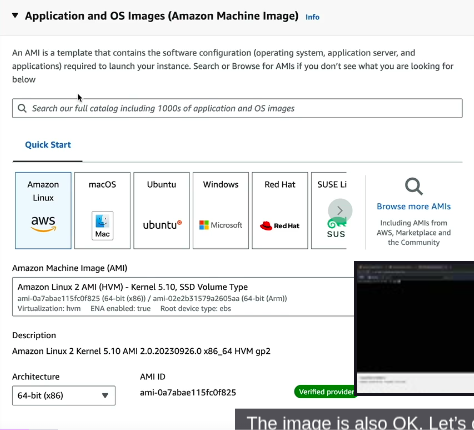 Application and OS Images (Amazon Machine Image) Info
An AMI is a template that contains the software configuration (operating system, application server, and
applications) required to launch your instance. Search or Browse for AMIs if you don't see what you are looking for
below
Search our full catalog including 1000s of application and OS images
Quick Start
Amazon Linux
aws
macOS
Mac
Ubuntu
ubuntu
Windows
Microsoft
Red Hat
Red Hat
SUSE Li
SUS
Browse more AMIs
Including AMIs from
AWS, Marketplace and
the Community
Amazon Machine Image (AMI)
Amazon Linux 2 AMI (HVM) - Kernel 5.10, SSD Volume Type
ami-0a7abae115fc0f825 (64-bit (x86)) / ami-02e2b31579a2605aa (64-bit (Arm))
Virtualization: hvm ENA enabled: true Root device type: ebs
Description
Amazon Linux 2 Kernel 5.10 AMI 2.0.20230926.0 x86_64 HVM gp2
Architecture
64-bit (x86)
AMI ID
ami-0a7abae115fc0f825
Verified provider
The image is also OK. Let's